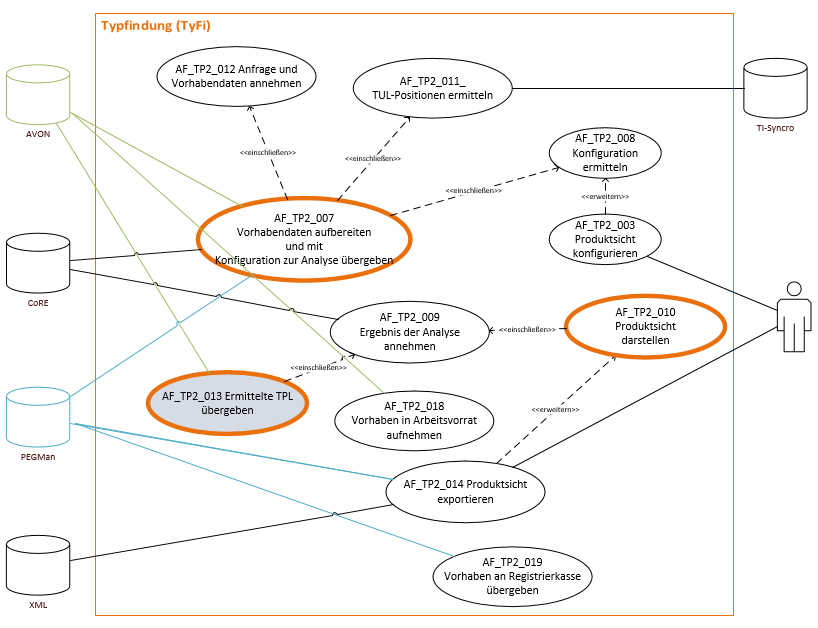 Typfindung (TyFi)
AF_TP2_012 Anfrage und
Vorhabendaten annehmen
AF_TP2_011_
TUL-Positionen ermitteln
TI-Syncro
AVON
AF_TP2_008
Konfiguration
ermitteln
<<einschließen>>
<<einschließen>>
<<einschließen>>
<<erweitern>>
AF_TP2_007
Vorhabendaten aufbereiten
und mit
Konfiguration zur Analyse übergeben
AF_TP2_003
Produktsicht
konfigurieren
CoRE
AF_TP2_009
Ergebnis der Analyse
annehmen
<<einschließen>>
AF_TP2_010
Produktsicht
darstellen
<<einschließen>>
AF_TP2_013 Ermittelte TPL
übergeben
AF_TP2_018
Vorhaben in Arbeitsvorrat
aufnehmen
<<erweitern>>
PEGMan
AF_TP2_014 Produktsicht
exportieren
AF_TP2_019
Vorhaben an Registrierkasse
übergeben
XML